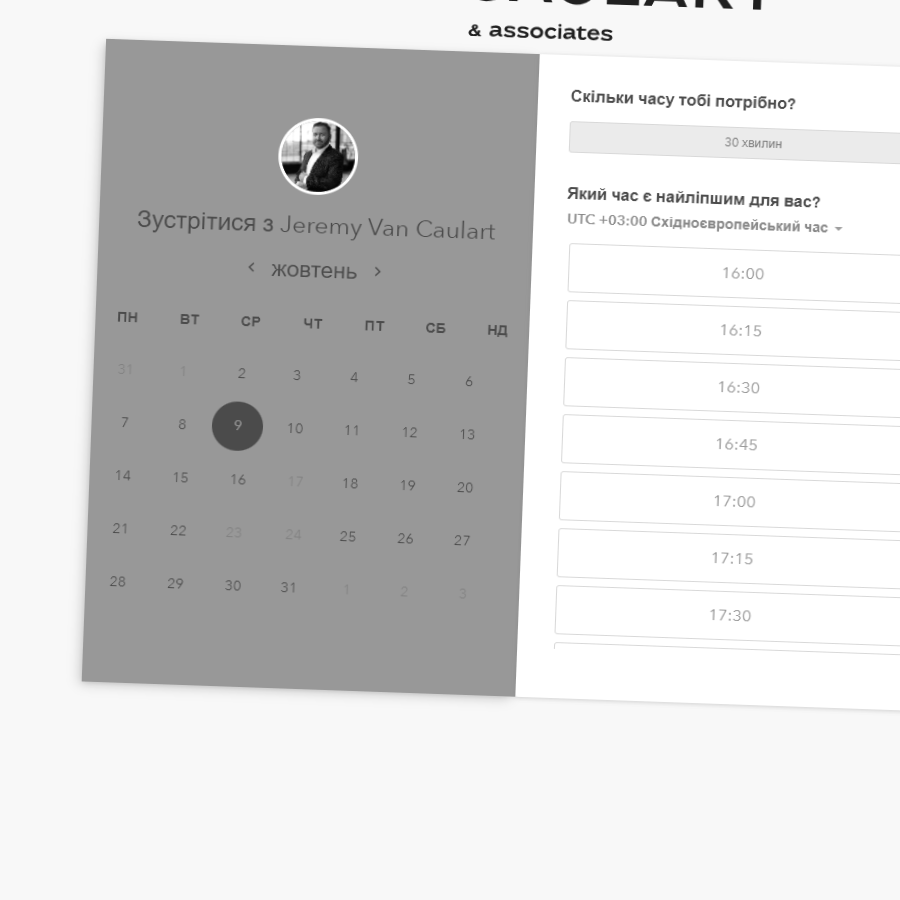 & associates
Зустрітися з Jeremy Van Caulart
жовтень
ПН ВТ СР ЧТ ПТ СБ НД
31 1 2 3 4 5 6
7 8 9 10 11 12 13
14 15 16 17 18 19 20
21 22 23 24 25 26 27
28 29 30 31 1 2 3
Скільки часу тобі потрібно?
30 хвилин
Який час є найліпшим для вас?
UTC +03:00 Східноєвропейський час
16:00
16:15
16:30
16:45
17:00
17:15
17:30